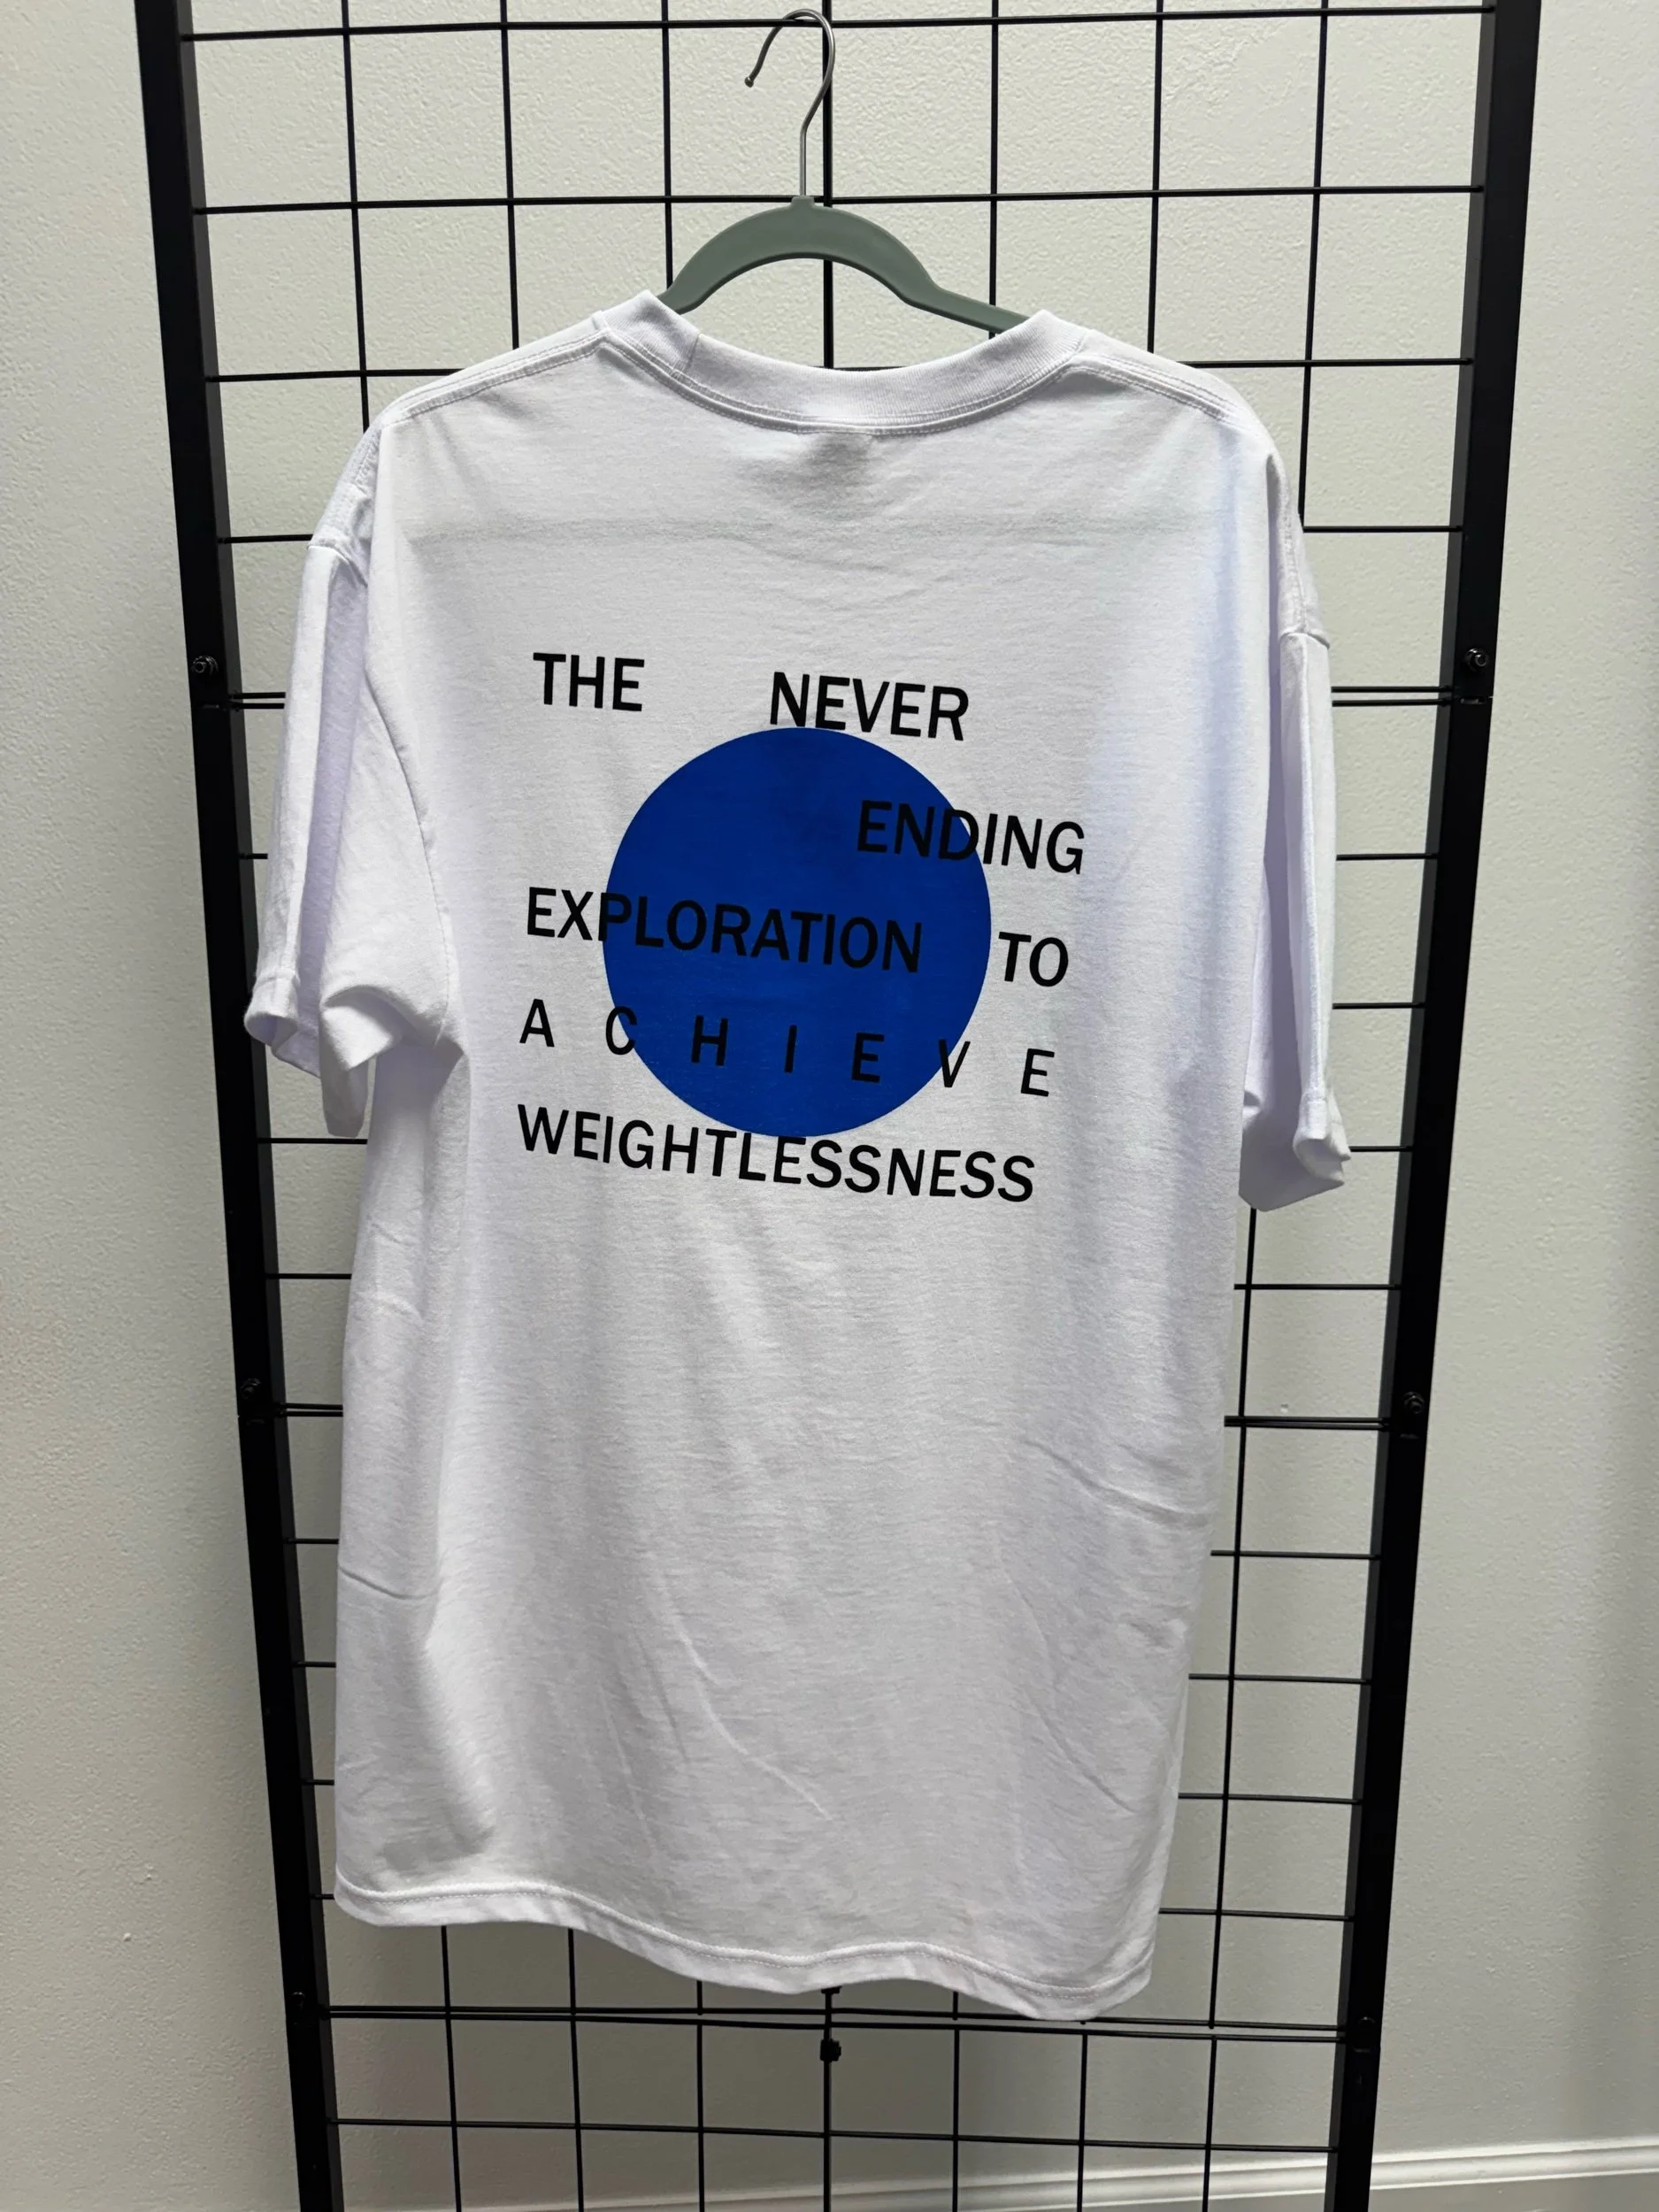 THE NEVER
ENDING
EXPLORATION TO
A C H I E V E
WEIGHTLESSNESS